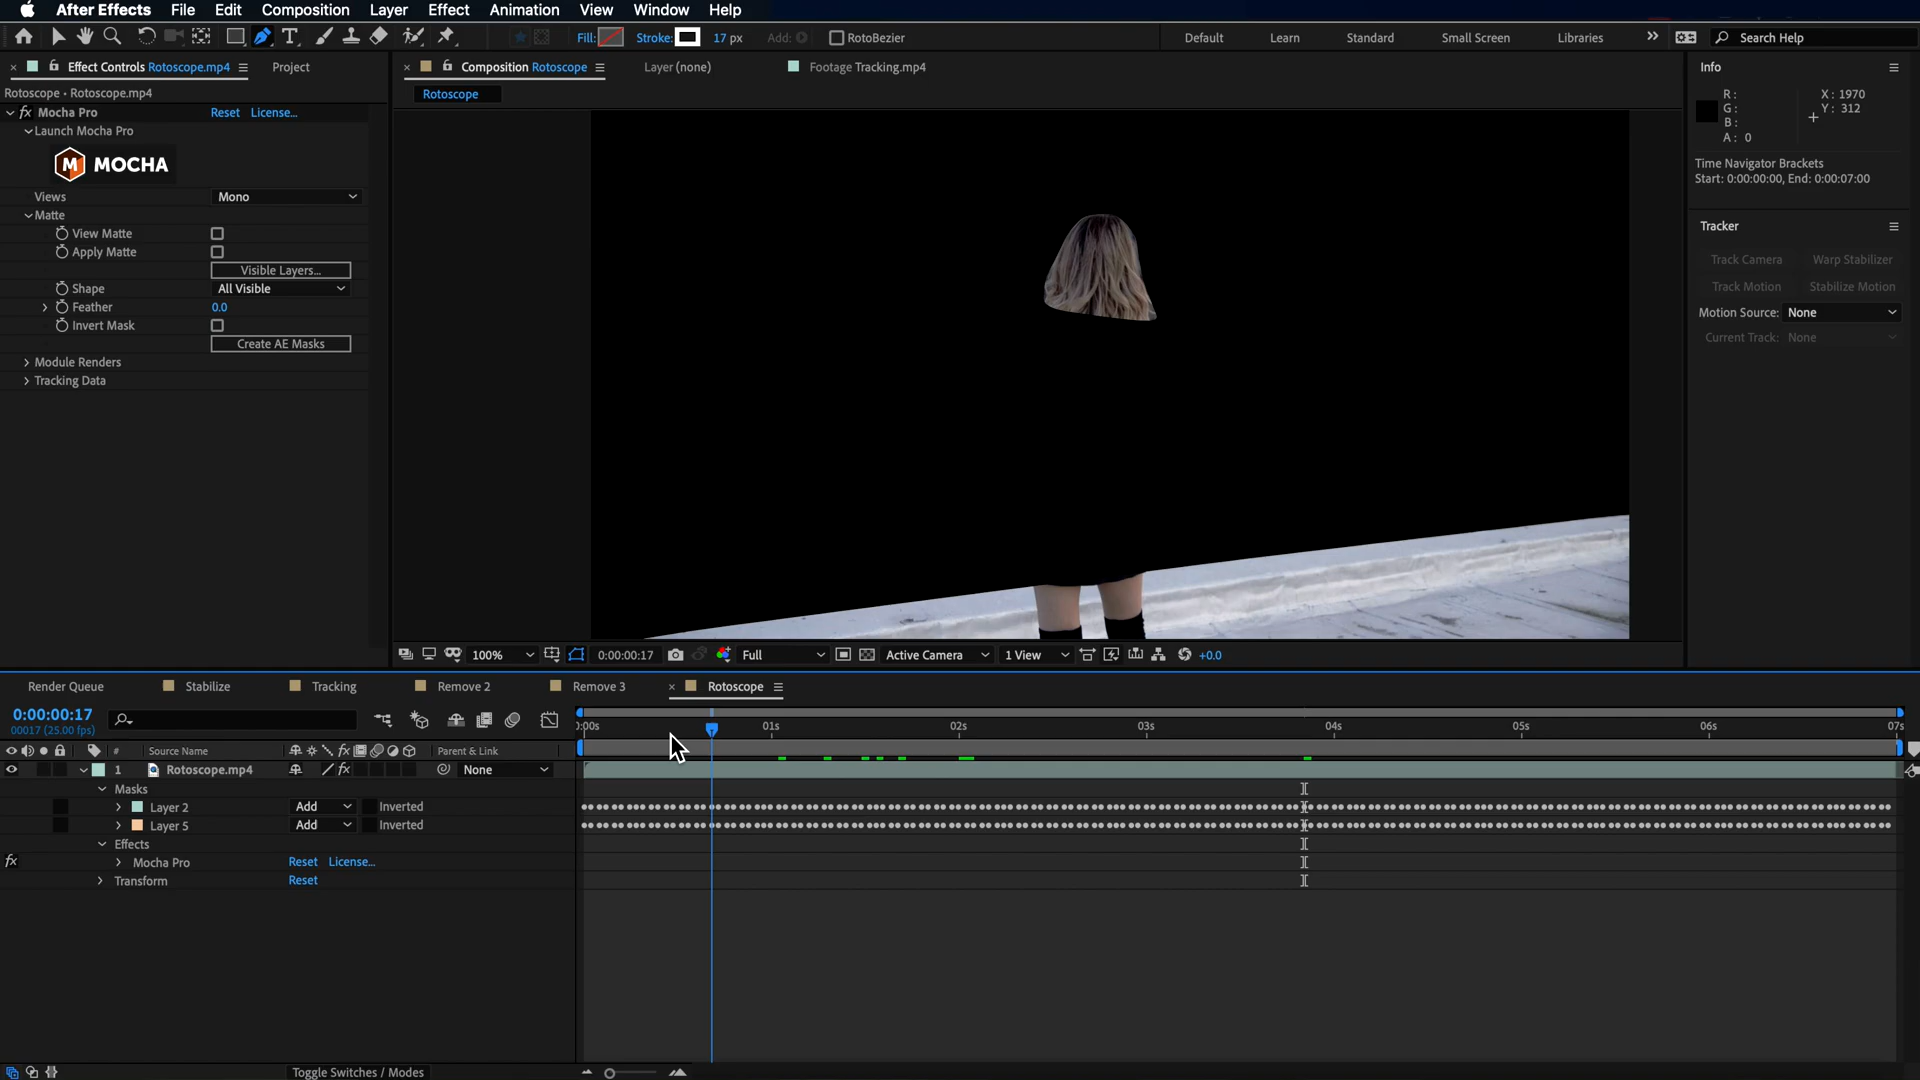 After Effects File Edit Composition Layer Effect Animation View Window Help
Fill: Stroke: 17 px Add: RotoBezier Default Learn Standard Small Screen Libraries Search Help
Effect Controls Rotoscope.mp4 Project
Composition Rotoscope Layer (none) Footage Tracking.mp4
Info
Rotoscope • Rotoscope.mp4
Rotoscope
R: X: 1970
G: Y: 312
B:
A: 0
Mocha Pro Reset License...
Launch Mocha Pro
M MOCHA
Time Navigator Brackets
Start: 0:00:00:00, End: 0:00:07:00
Views Mono
Matte
View Matte
Apply Matte
Visible Layers...
Shape All Visible
Feather 0.0
Invert Mask
Create AE Masks
Module Renders
Tracking Data
Tracker
Track Camera Warp Stabilizer
Track Motion Stabilize Motion
Motion Source: None
Current Track: None
100% 0:00:00:17 Full Active Camera 1 View +0.0
Render Queue Stabilize Tracking Remove 2 Remove 3 Rotoscope
0:00:00:17
00017 (25.00 fps)
:00s 01s 02s 03s 04s 05s 06s 07s
# Source Name fx Parent & Link
1 Rotoscope.mp4 fx None
Masks
Layer 2 Add Inverted
Layer 5 Add Inverted
Effects
fx Mocha Pro Reset License...
Transform Reset
Toggle Switches / Modes